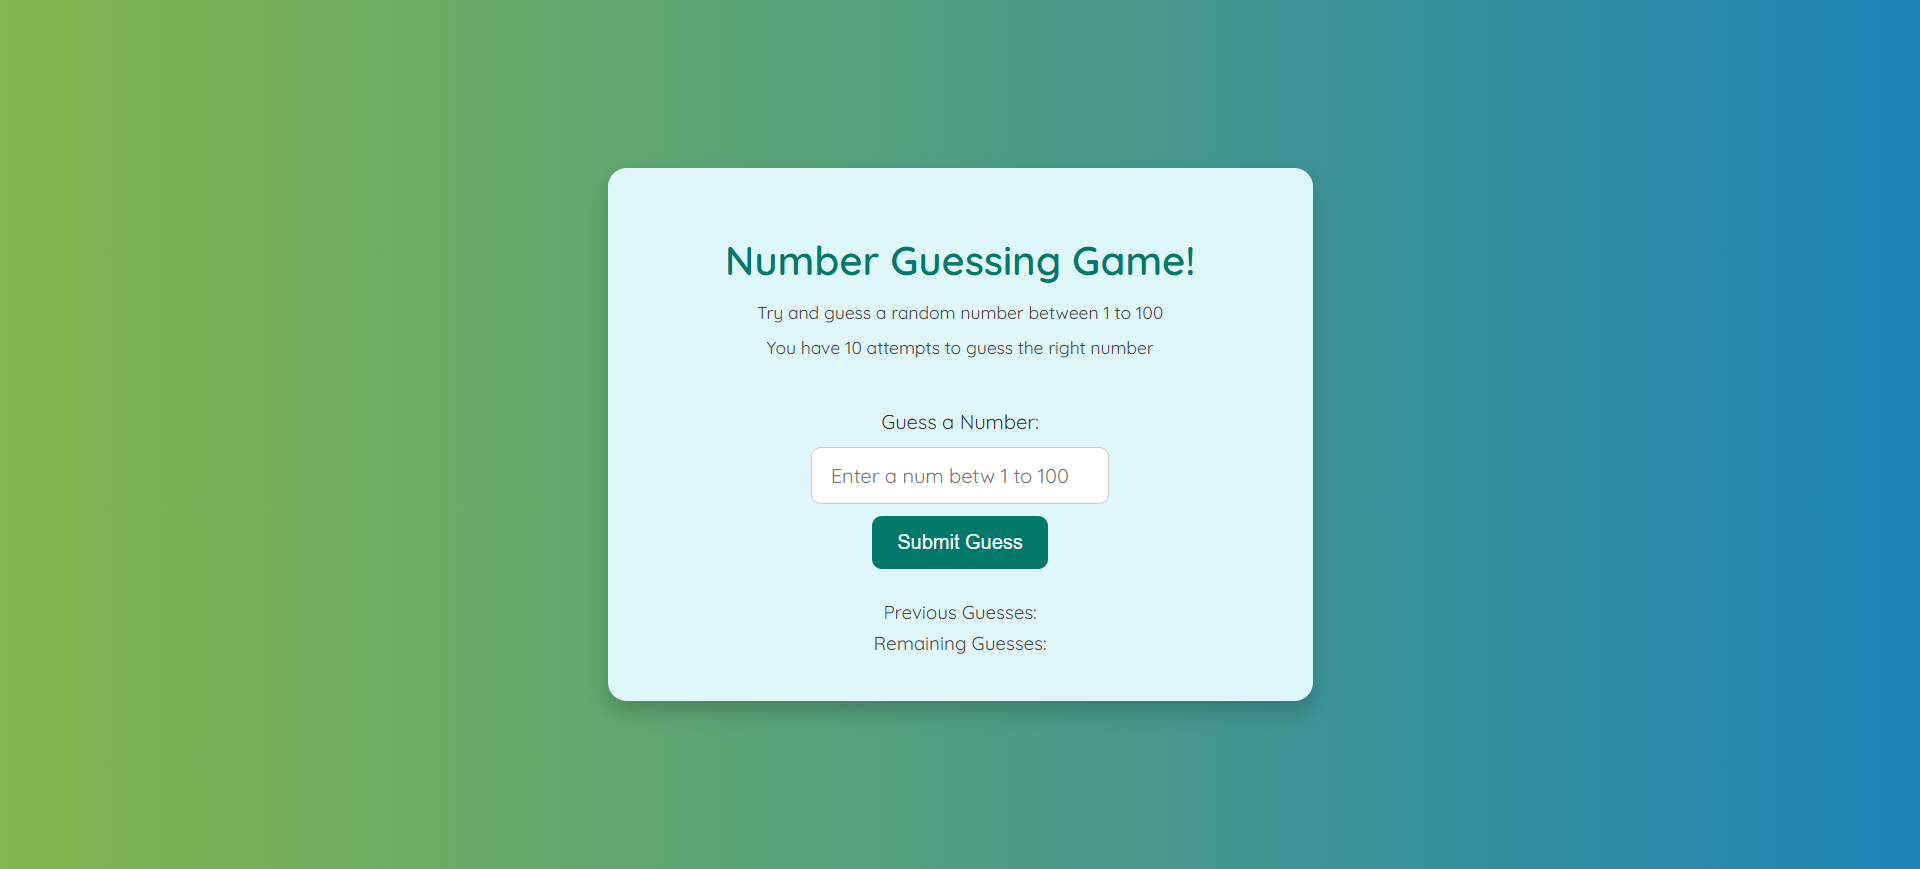 Number Guessing Game!
Try and guess a random number between 1 to 100
You have 10 attempts to guess the right number
Guess a Number:
Enter a num betw 1 to 100
Submit Guess
Previous Guesses:
Remaining Guesses: